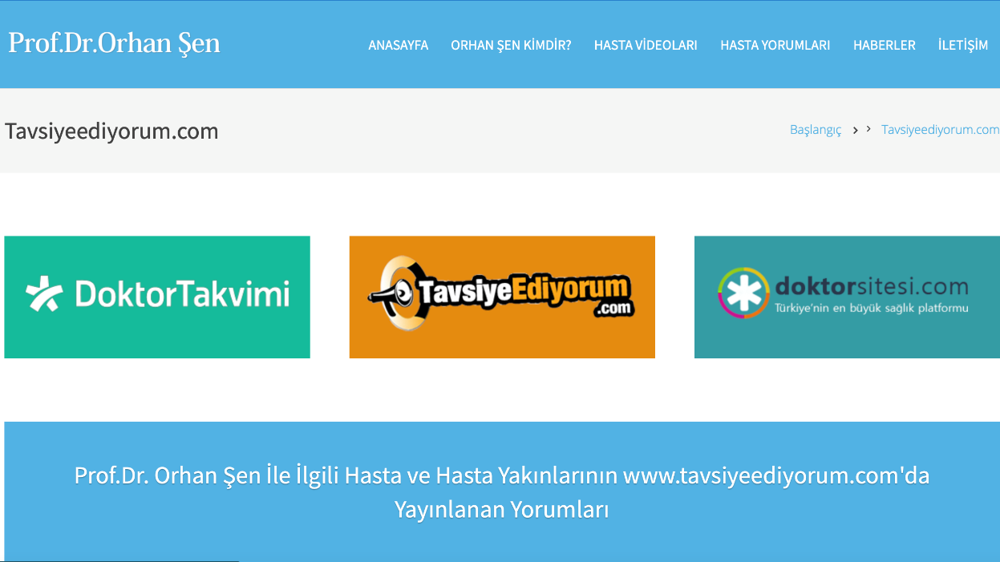 Prof.Dr.Orhan Şen
ANASAYFA ORHAN ŞEN KİMDİR? HASTA VİDEOLARI HASTA YORUMLARI HABERLER İLETİŞİM
Tavsiyeediyorum.com
Başlangıç > > Tavsiyeediyorum.com
DoktorTakvimi
TavsiyeEdiyorum
.com
doktorsitesi.com
Türkiye'nin en büyük sağlık platformu
Prof.Dr. Orhan Şen İle İlgili Hasta ve Hasta Yakınlarının www.tavsiyeediyorum.com'da
Yayınlanan Yorumları